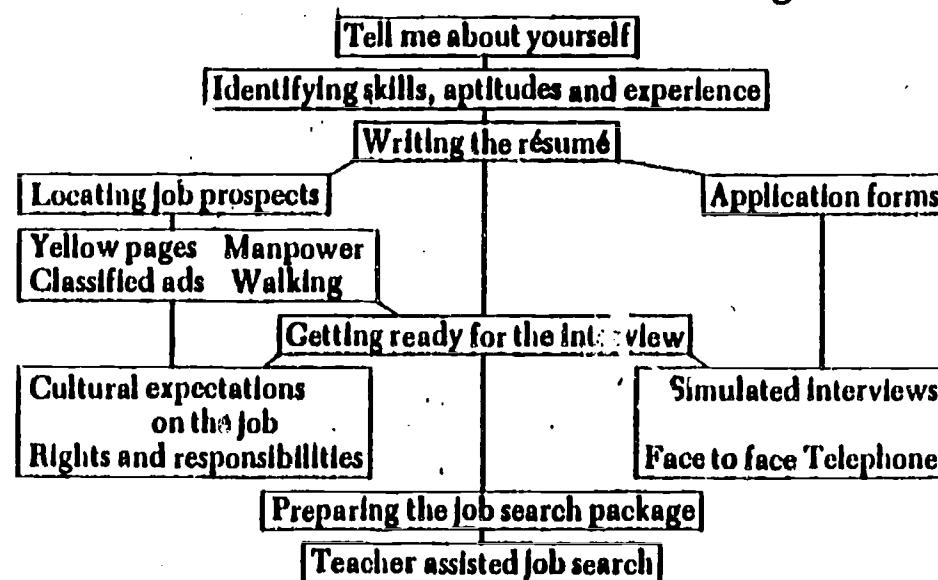 Tell me about yourself
Identifying skills, aptitudes and experience
Writing the résumé
Locating job prospects
Application forms
Yellow pages Manpower
Classified ads Walking
Getting ready for the
Cultural expectations
on the job
Rights and responsibilities
Simulated interviews
Face to face Telephone
Preparing the job search package
Teacher assisted job search